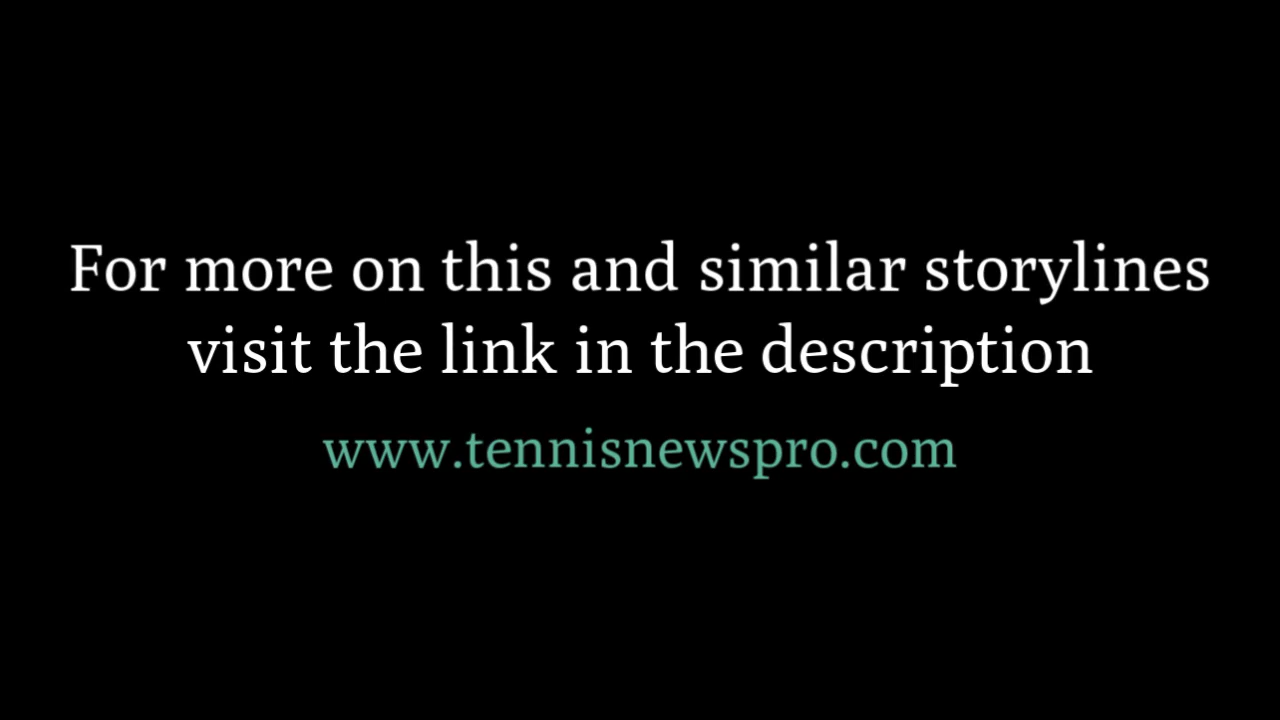 For more on this and similar storylines
visit the link in the description
www.tennisnewspro.com